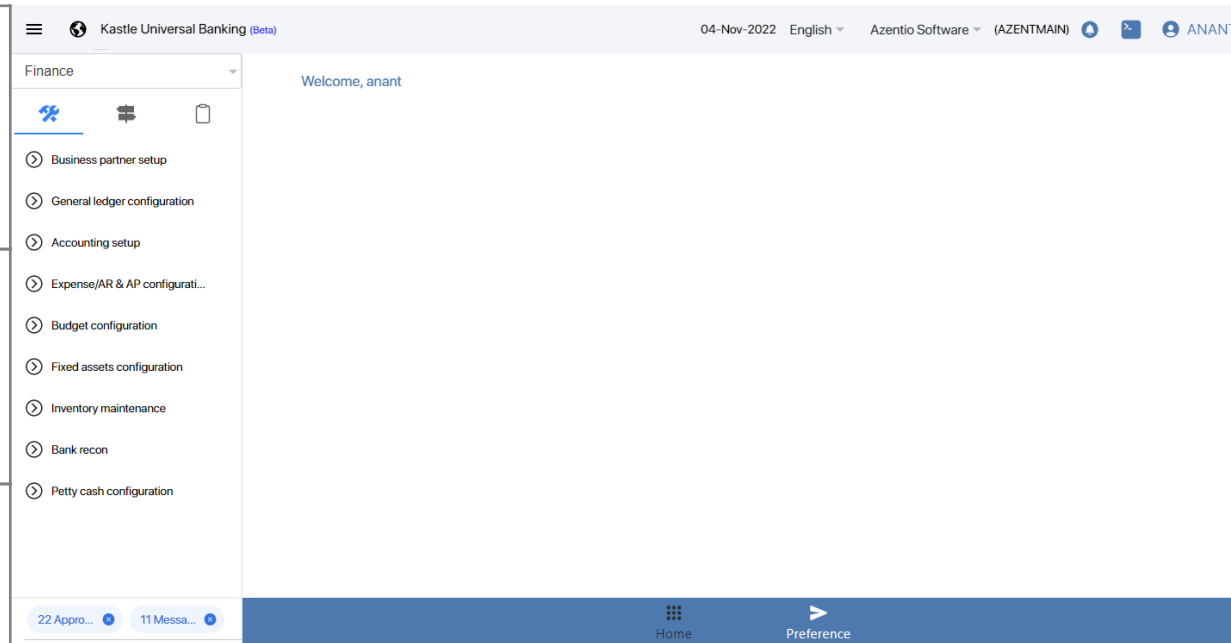 Kastle Universal Banking (Beta)
04-Nov-2022 English Azentio Software (AZENTMAIN) ANANT
Finance
Welcome, anant
Business partner setup
General ledger configuration
Accounting setup
Expense/AR & AP configurati...
Budget configuration
Fixed assets configuration
Inventory maintenance
Bank recon
Petty cash configuration
22 Appro... 11 Messa...
Home Preference